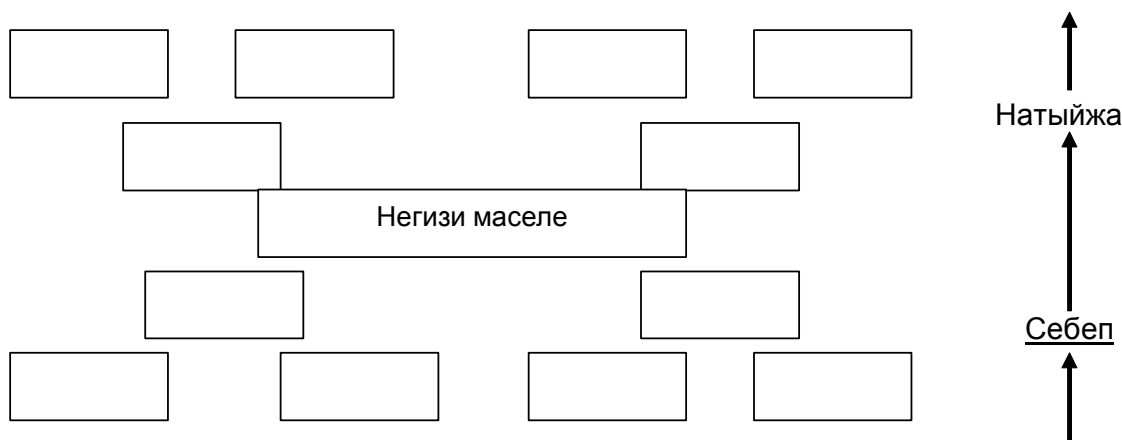 Натыйжа
Негизи маселе
Себеп